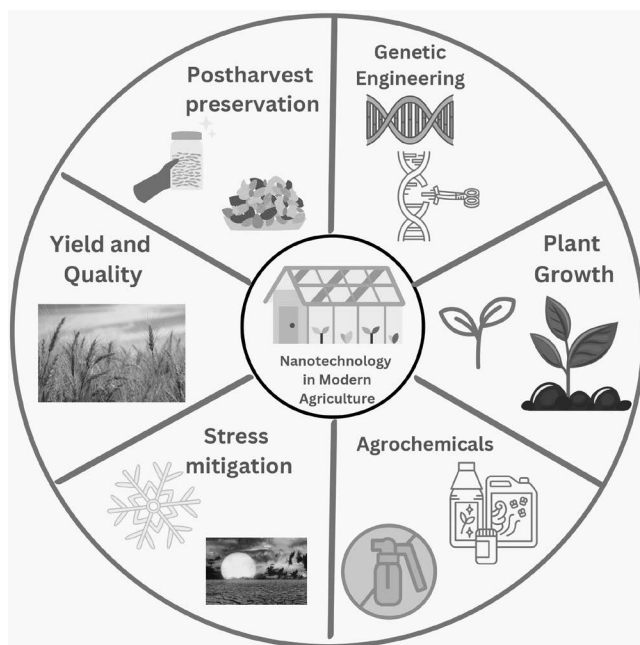 Postharvest
preservation
Genetic
Engineering
Yield and
Quality
Plant
Growth
Nanotechnology
in Modern
Agriculture
Stress
mitigation
Agrochemicals